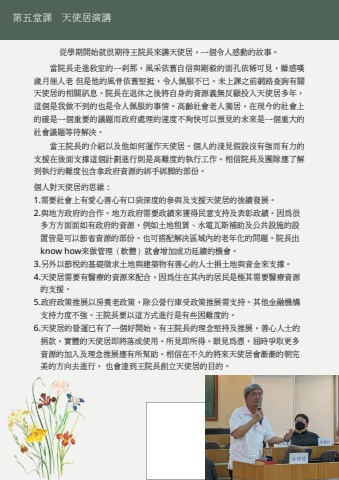 第五堂課　天使居演講
從學期開始就很期待王院長來講天使居，一個令人感動的故事。
當院長走進教室的一剎那，風采依舊自信與剛毅的面孔依稀可見，雖感嘆
歲月催人老 但是他的風骨依舊堅挺，令人佩服不已。未上課之前網路查詢有關
天使居的相關訊息。院長在退休之後將自身的資源義無反顧投入天使居多年，
這個是我做不到的也是令人佩服的事情。高齡社會老人獨居，在現今的社會上
的確是一個重要的議題而政府處理的速度不夠快可以預見的未來是一個重大的
社會議題等待解決。
當王院長的介紹以及他如何運作天使居。個人的淺見假設沒有強而有力的
支援在後面支撐這個計劃進行則是高難度的執行工作。相信院長及團隊應了解
到執行的難度包含拿政府資源的綁手綁腳的部份。
個人對天使居的思維：
1.需要社會上有愛心善心有口袋深度的參與及支援天使居的後續發展。
2.與地方政府的合作。地方政府需要政績來獲得民意支持及表彰政績。因爲很
多方方面面如有政府的資源，例如土地租賃、水電瓦斯補助及公共設施的設
置皆是可以節省資源的部份。也可搭配解決區域內的老年化的問題。院長出
know how來做管理（軟體）就會增加成功延續的機會。
3.另外以節稅的基礎徵求土地與建築物有善心的人士捐土地與資金來支撐。
4.天使居需要有醫療的資源來配合，因爲住在其內的居民是極其需要醫療資源
的支援。
5.政府政策推展以房養老政策，除公營行庫受政策推展需支持。其他金融機構
支持力度不強。王院長要以這方式進行是有些困難度的。
6.天使居的營運已有了一個好開始，有王院長的理念堅持及推展、善心人士的
捐款，實體的天使居即將落成使用。所見即所得，眼見爲憑，屆時爭取更多
資源的加入及理念推展應有所幫助。相信在不久的將來天使居會漸漸的朝完
美的方向去進行， 也會達到王院長創立天使居的目的。